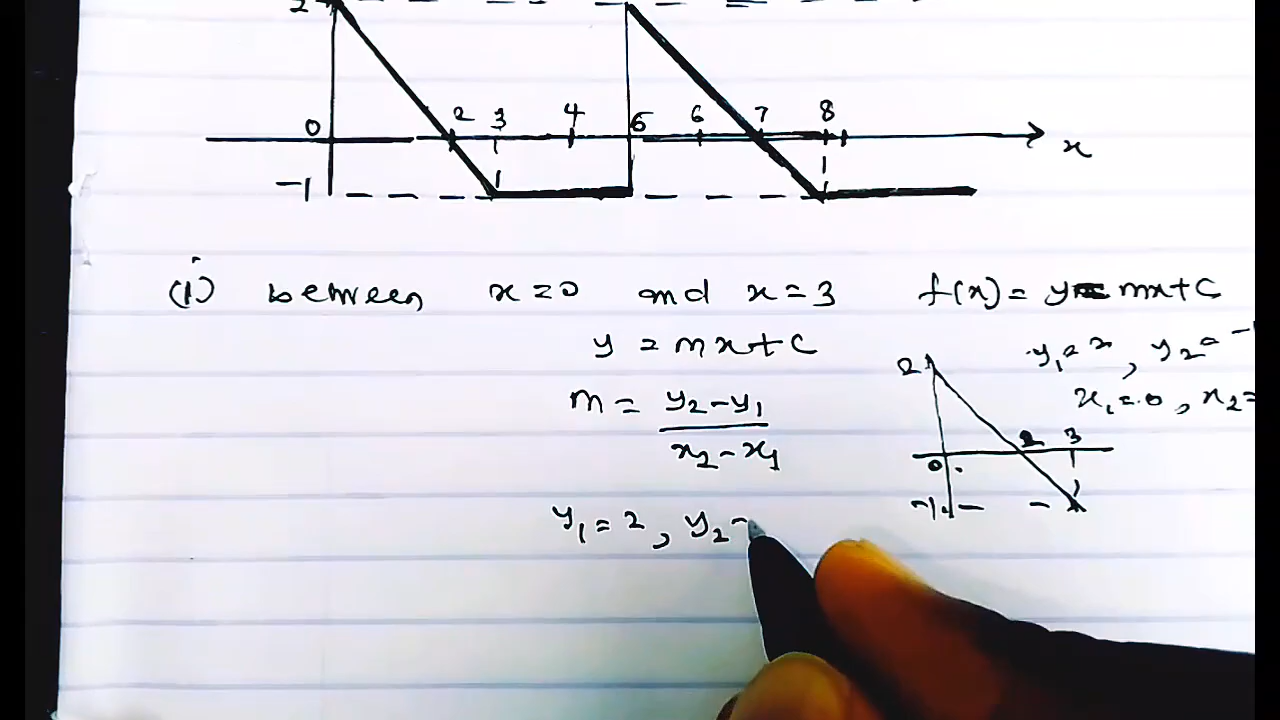 2
0 2 3 4 5 6 7 8 x
-1
(i) between x=0 and x=3 f(x) = y = mx+c
y = mx+c
y₁=2, y₂=-1
2
x₁=0, x₂=
m = y₂-y₁ / x₂-x₁
0 2 3
-1
y₁=2, y₂